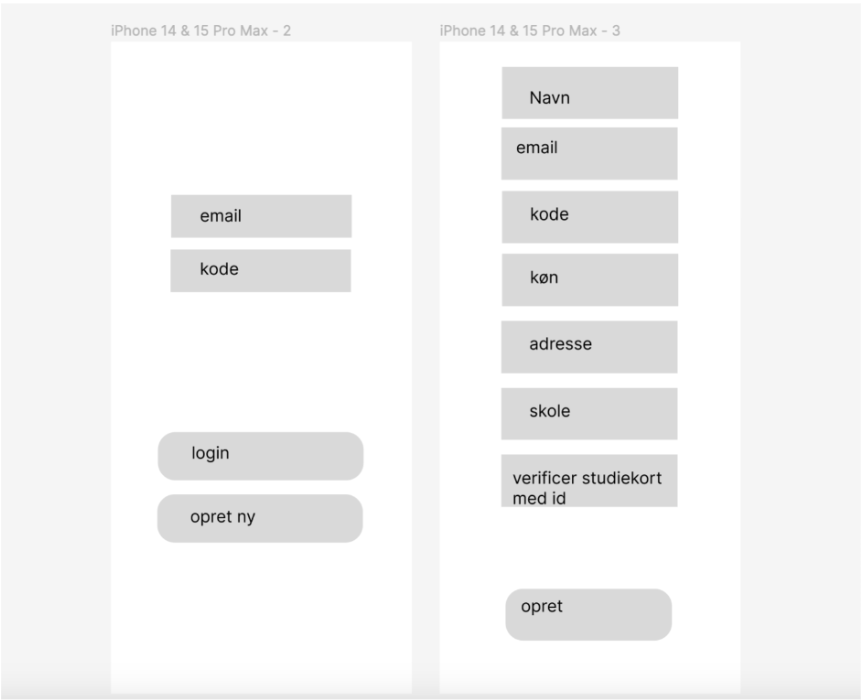 iPhone 14 & 15 Pro Max - 2
email
kode
login
opret ny
iPhone 14 & 15 Pro Max - 3
Navn
email
kode
køn
adresse
skole
verificer studiekort
med id
opret